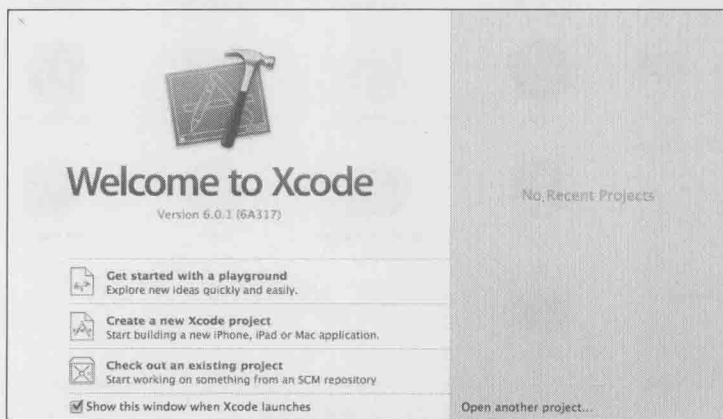 Welcome to Xcode
Version 6.0.1 (6A317)
Get started with a playground
Explore new ideas quickly and easily.
Create a new Xcode project
Start building a new iPhone, iPad or Mac application.
Check out an existing project
Start working on something from an SCM repository
Show this window when Xcode launches
No Recent Projects
Open another project...